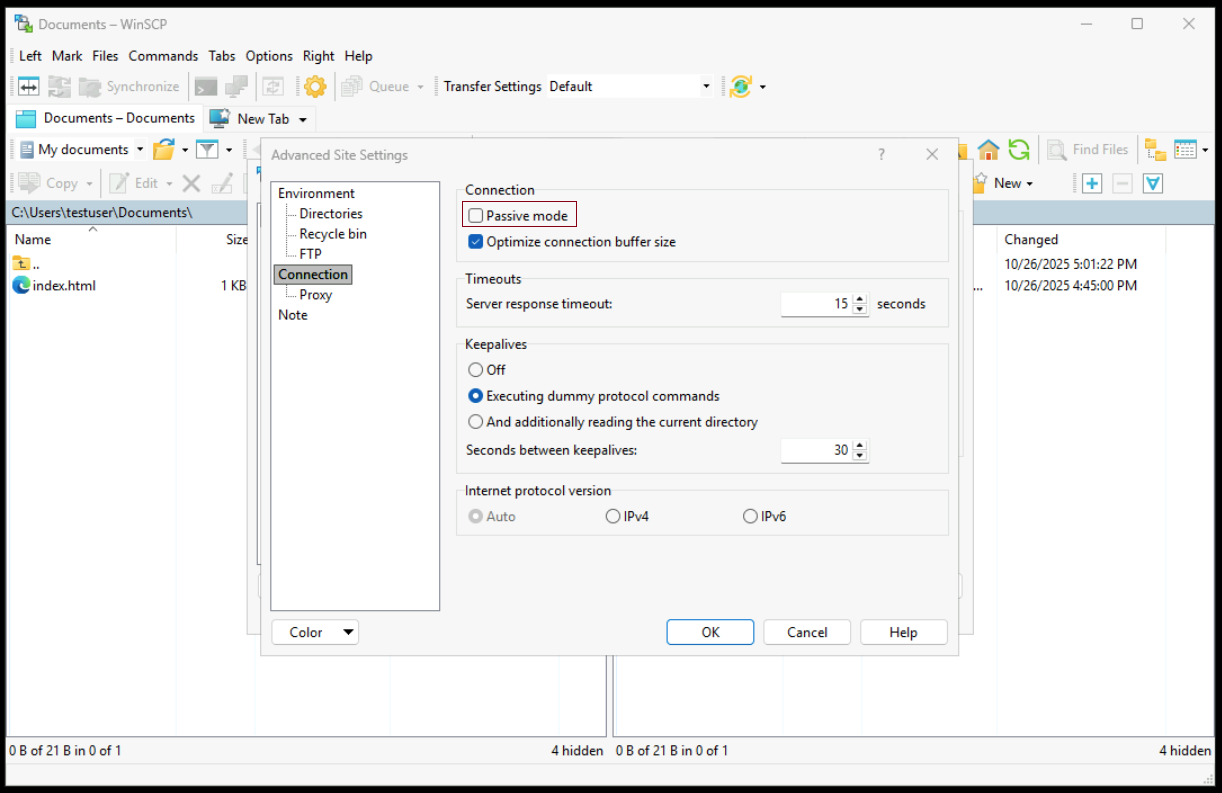 Documents – WinSCP
Left Mark Files Commands Tabs Options Right Help
Synchronize Queue Transfer Settings Default
Documents – Documents New Tab
My documents Find Files
Copy Edit New
C:\Users\testuser\Documents\
Name Size Changed
.. 10/26/2025 5:01:22 PM
index.html 1 KB ... 10/26/2025 4:45:00 PM
Advanced Site Settings ?
Environment
Directories
Recycle bin
FTP
Connection
Proxy
Note
Connection
Passive mode
Optimize connection buffer size
Timeouts
Server response timeout: 15 seconds
Keepalives
Off
Executing dummy protocol commands
And additionally reading the current directory
Seconds between keepalives: 30
Internet protocol version
Auto IPv4 IPv6
Color OK Cancel Help
0 B of 21 B in 0 of 1 4 hidden 0 B of 21 B in 0 of 1 4 hidden